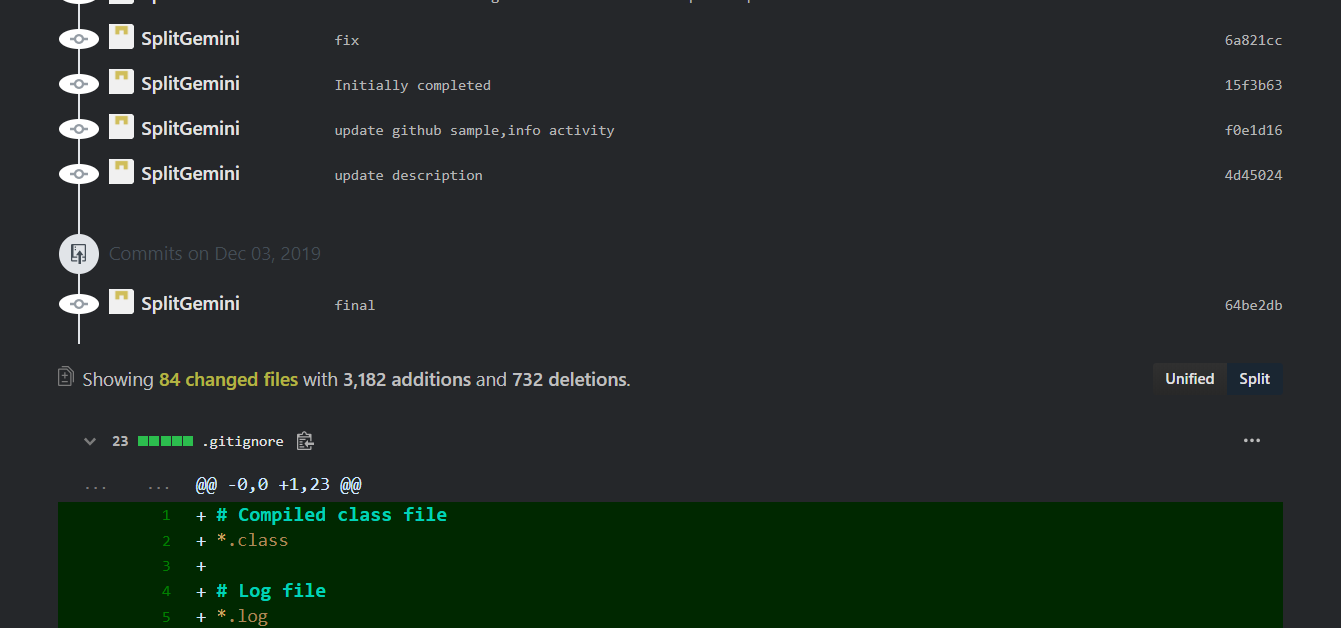 SplitGemini fix 6a821cc
SplitGemini Initially completed 15f3b63
SplitGemini update github sample,info activity f0e1d16
SplitGemini update description 4d45024
Commits on Dec 03, 2019
SplitGemini final 64be2db
Showing 84 changed files with 3,182 additions and 732 deletions. Unified Split
23 .gitignore ...
... ... @@ -0,0 +1,23 @@
1 + # Compiled class file
2 + *.class
3 +
4 + # Log file
5 + *.log